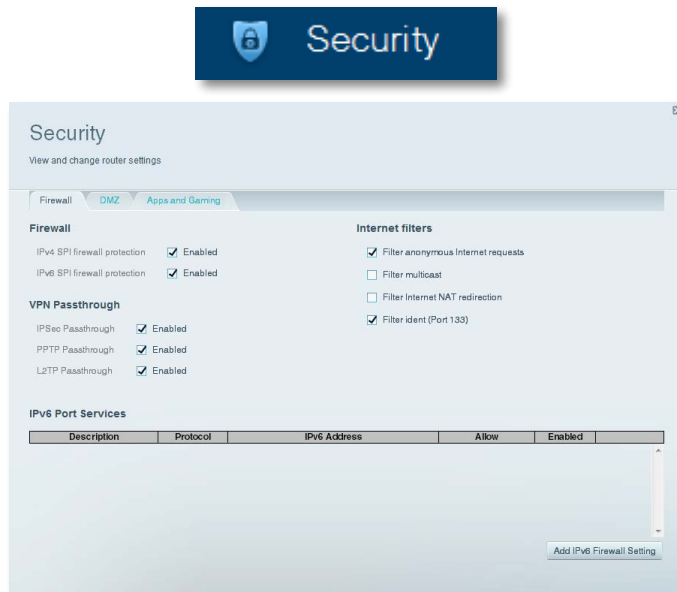 Security
Security
View and change router settings
Firewall DMZ Apps and Gaming
Firewall
IPv4 SPI firewall protection Enabled
IPv6 SPI firewall protection Enabled
VPN Passthrough
IPSec Passthrough Enabled
PPTP Passthrough Enabled
L2TP Passthrough Enabled
Internet filters
Filter anonymous Internet requests
Filter multicast
Filter Internet NAT redirection
Filter ident (Port 133)
IPv6 Port Services
Description Protocol IPv6 Address Allow Enabled
Add IPv6 Firewall Setting